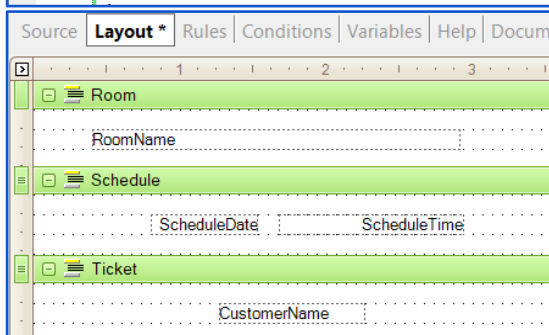 Source Layout * Rules Conditions Variables Help Docum
1 2 3
Room
RoomName
Schedule
ScheduleDate ScheduleTime
Ticket
CustomerName